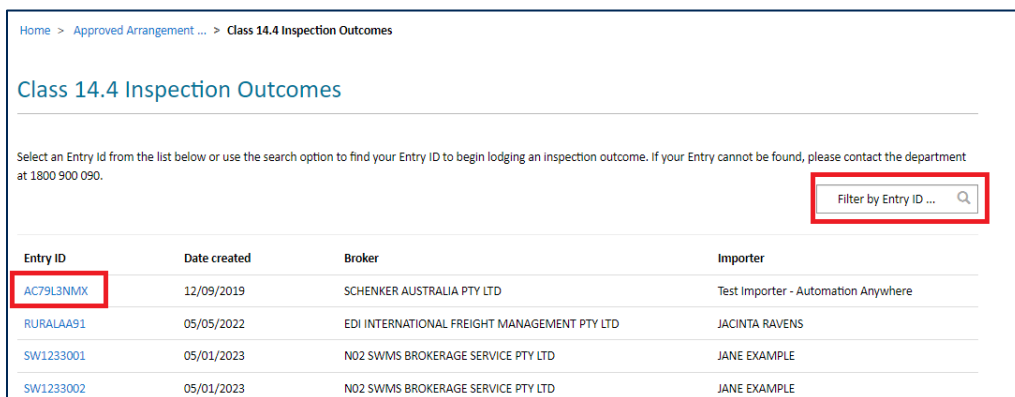 Home > Approved Arrangement ... > Class 14.4 Inspection Outcomes
Class 14.4 Inspection Outcomes
Select an Entry Id from the list below or use the search option to find your Entry ID to begin lodging an inspection outcome. If your Entry cannot be found, please contact the department
at 1800 900 090.
Filter by Entry ID ...
Entry ID Date created Broker Importer
AC79L3NMX 12/09/2019 SCHENKER AUSTRALIA PTY LTD Test Importer - Automation Anywhere
RURALAA91 05/05/2022 EDI INTERNATIONAL FREIGHT MANAGEMENT PTY LTD JACINTA RAVENS
SW1233001 05/01/2023 N02 SWMS BROKERAGE SERVICE PTY LTD JANE EXAMPLE
SW1233002 05/01/2023 N02 SWMS BROKERAGE SERVICE PTY LTD JANE EXAMPLE